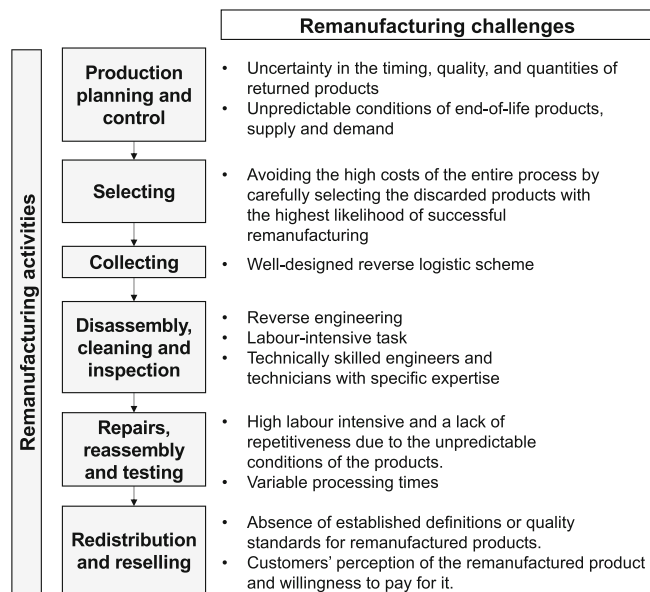 Remanufacturing challenges
Remanufacturing activities
Production
planning and
control
• Uncertainty in the timing, quality, and quantities of
returned products
• Unpredictable conditions of end-of-life products,
supply and demand
Selecting
• Avoiding the high costs of the entire process by
carefully selecting the discarded products with
the highest likelihood of successful
remanufacturing
Collecting
• Well-designed reverse logistic scheme
Disassembly,
cleaning and
inspection
• Reverse engineering
• Labour-intensive task
• Technically skilled engineers and
technicians with specific expertise
Repairs,
reassembly
and testing
• High labour intensive and a lack of
repetitiveness due to the unpredictable
conditions of the products.
• Variable processing times
Redistribution
and reselling
• Absence of established definitions or quality
standards for remanufactured products.
• Customers' perception of the remanufactured product
and willingness to pay for it.